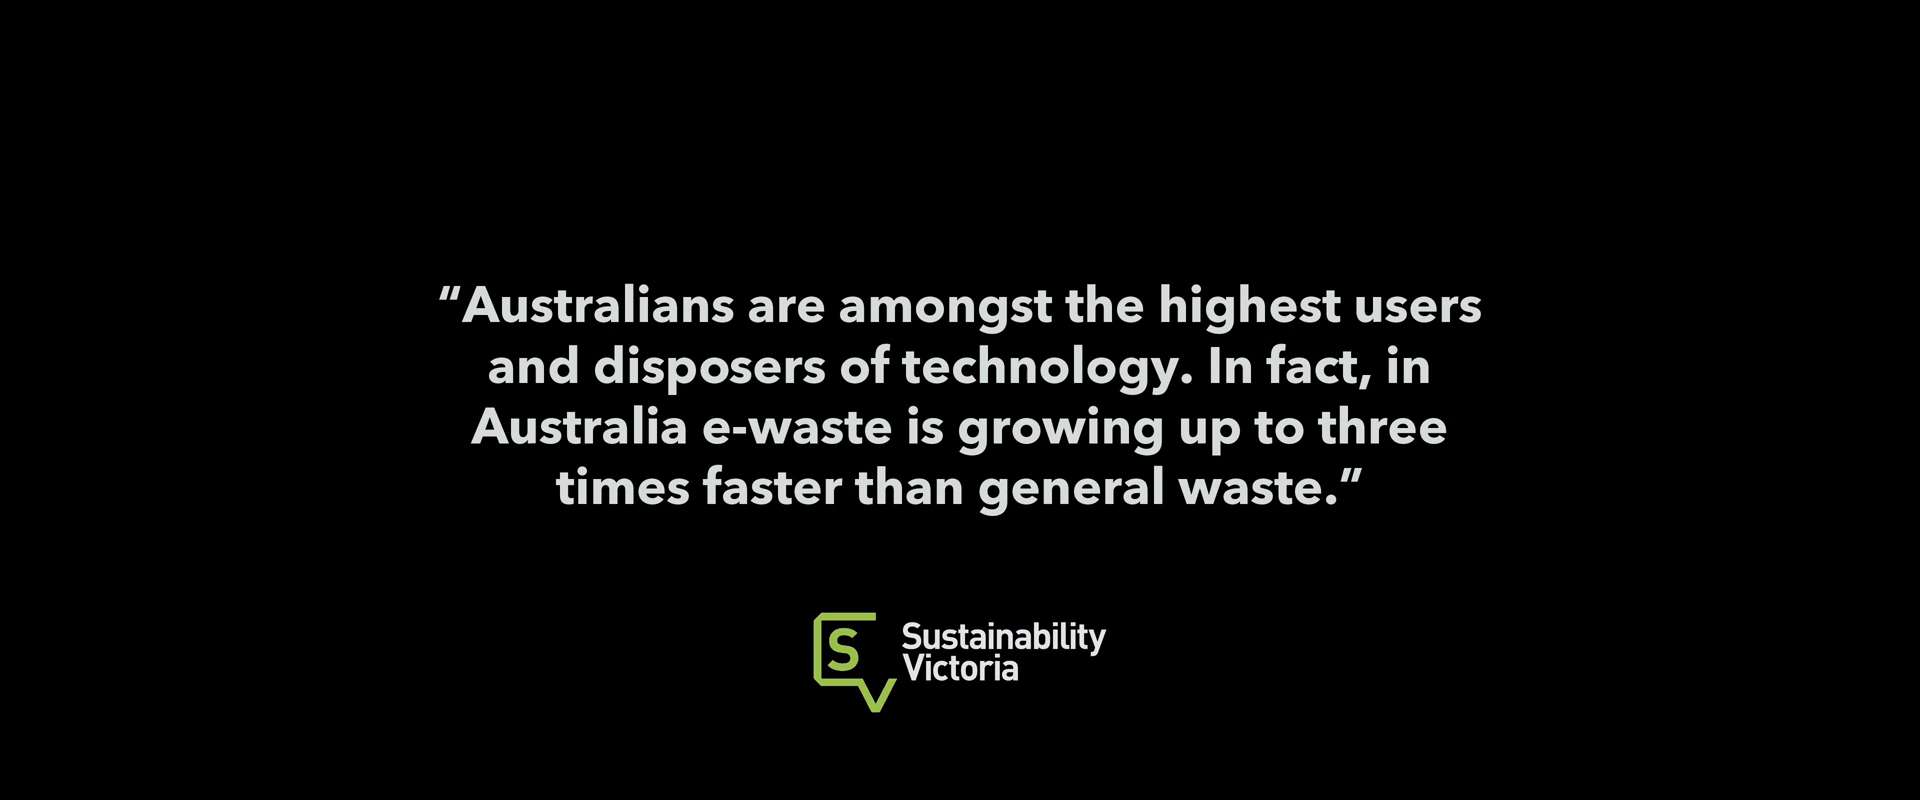 “Australians are amongst the highest users
and disposers of technology. In fact, in
Australia e-waste is growing up to three
times faster than general waste.”
S
Sustainability
Victoria